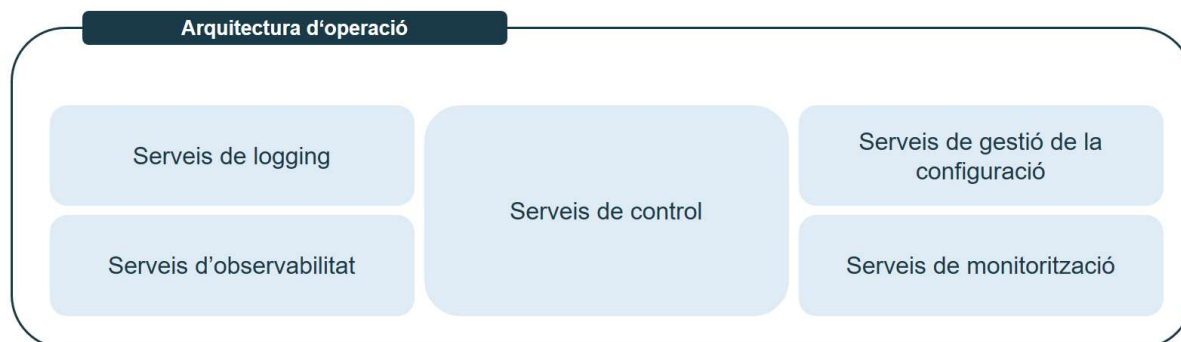 Arquitectura d‘operació
Serveis de logging
Serveis d’observabilitat
Serveis de control
Serveis de gestió de la
configuració
Serveis de monitorització